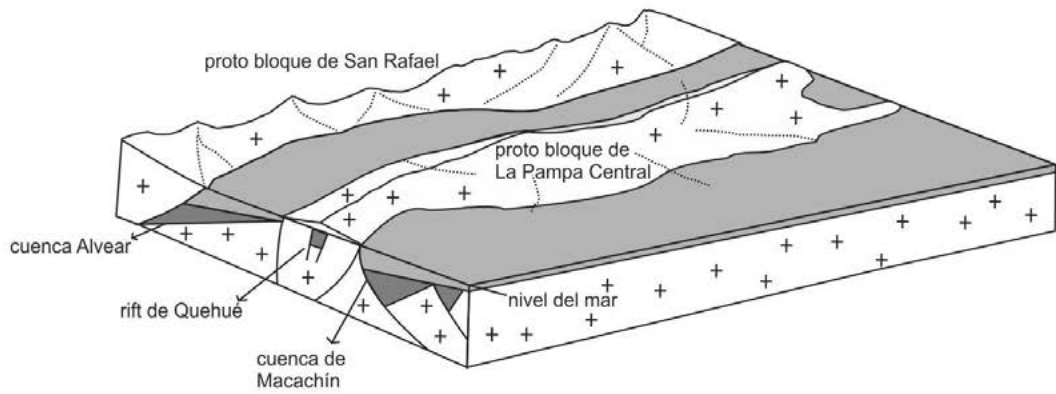 proto bloque de San Rafael
proto bloque de
La Pampa Central
cuenca Alvear
rift de Quehué
nivel del mar
cuenca de
Macachín